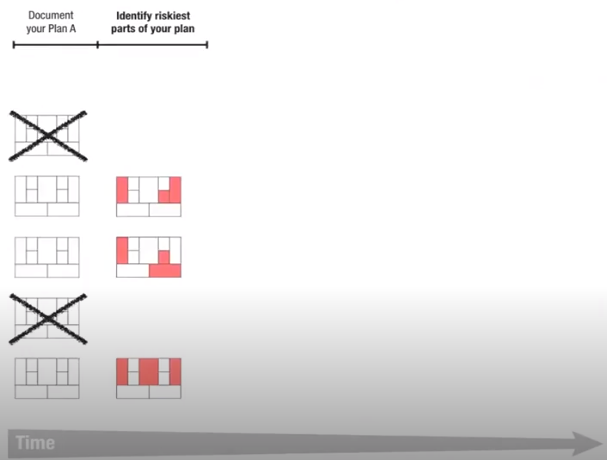 Document
your Plan A
Identify riskiest
parts of your plan
Time